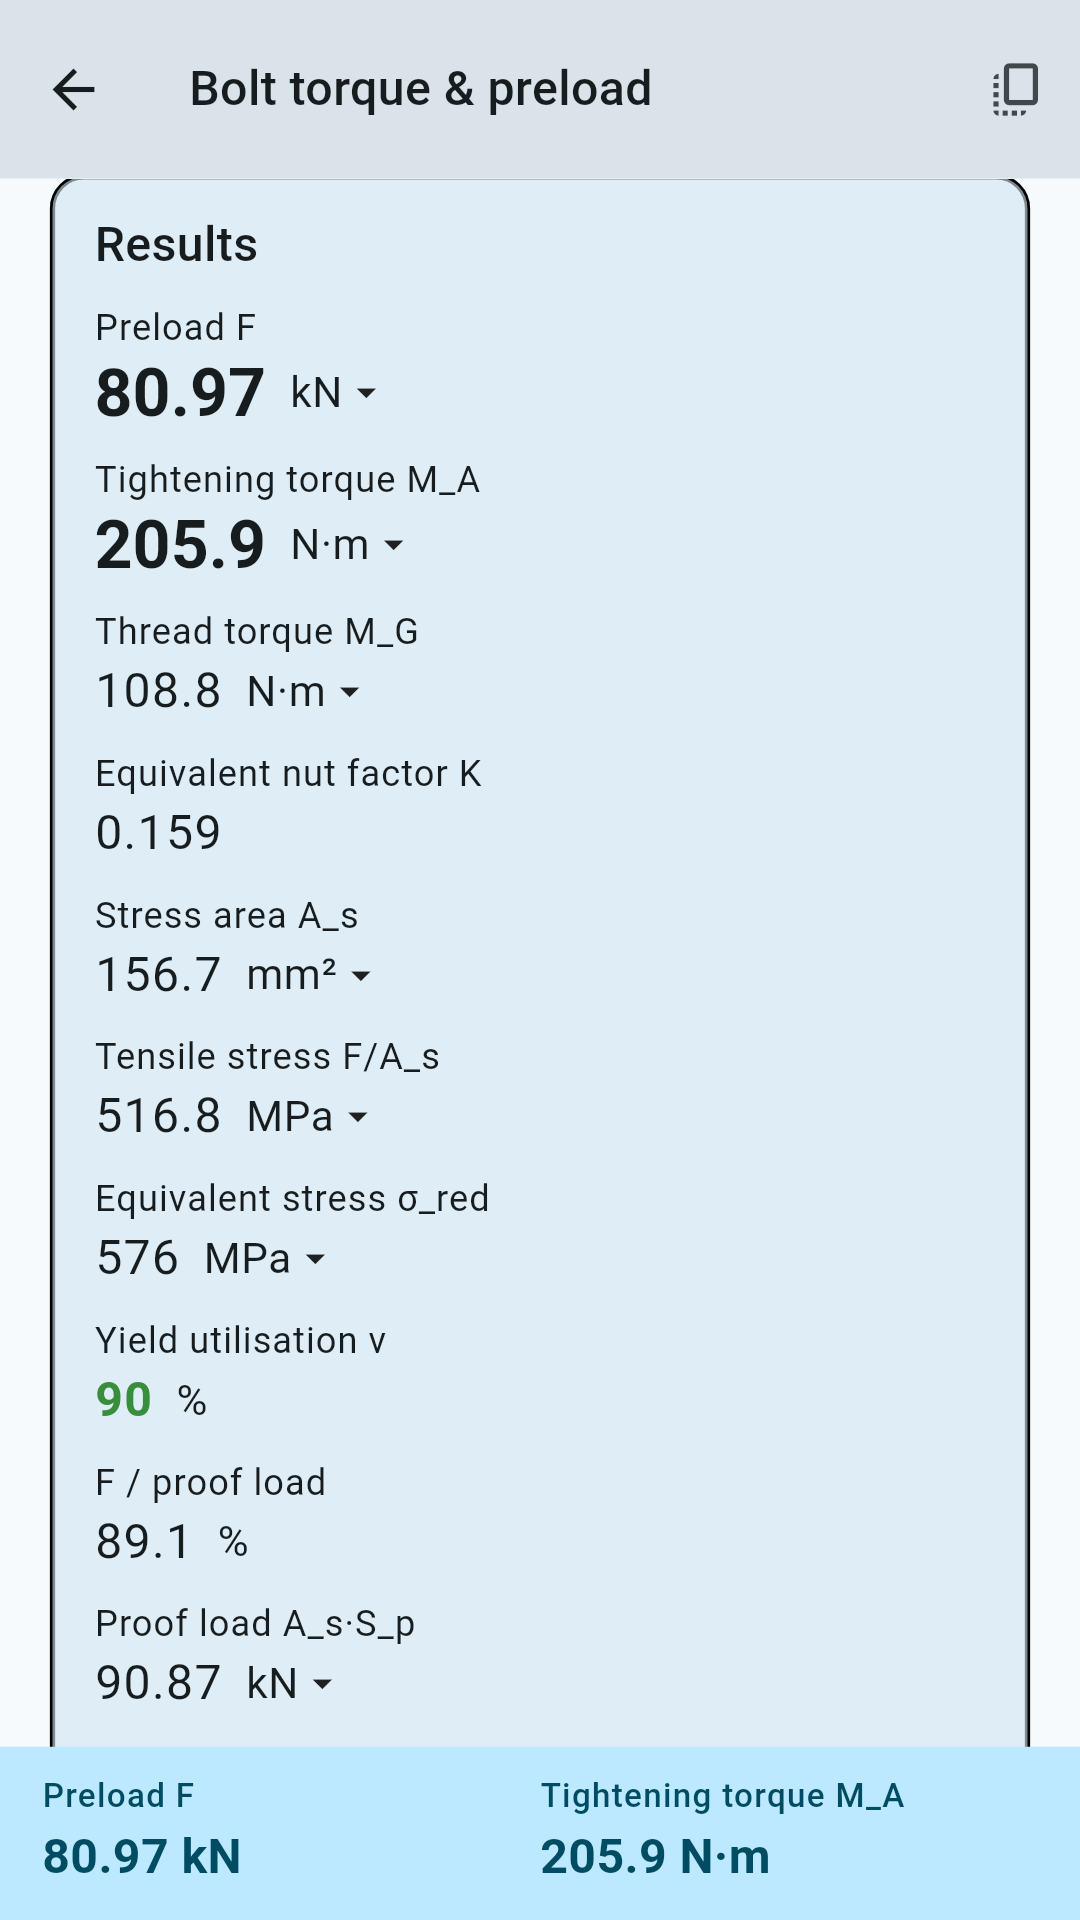 Bolt torque & preload
Results
Preload F
80.97 kN
Tightening torque M_A
205.9 N·m
Thread torque M_G
108.8 N·m
Equivalent nut factor K
0.159
Stress area A_s
156.7 mm²
Tensile stress F/A_s
516.8 MPa
Equivalent stress σ_red
576 MPa
Yield utilisation ν
90 %
F / proof load
89.1 %
Proof load A_s·S_p
90.87 kN
Preload F
80.97 kN
Tightening torque M_A
205.9 N·m